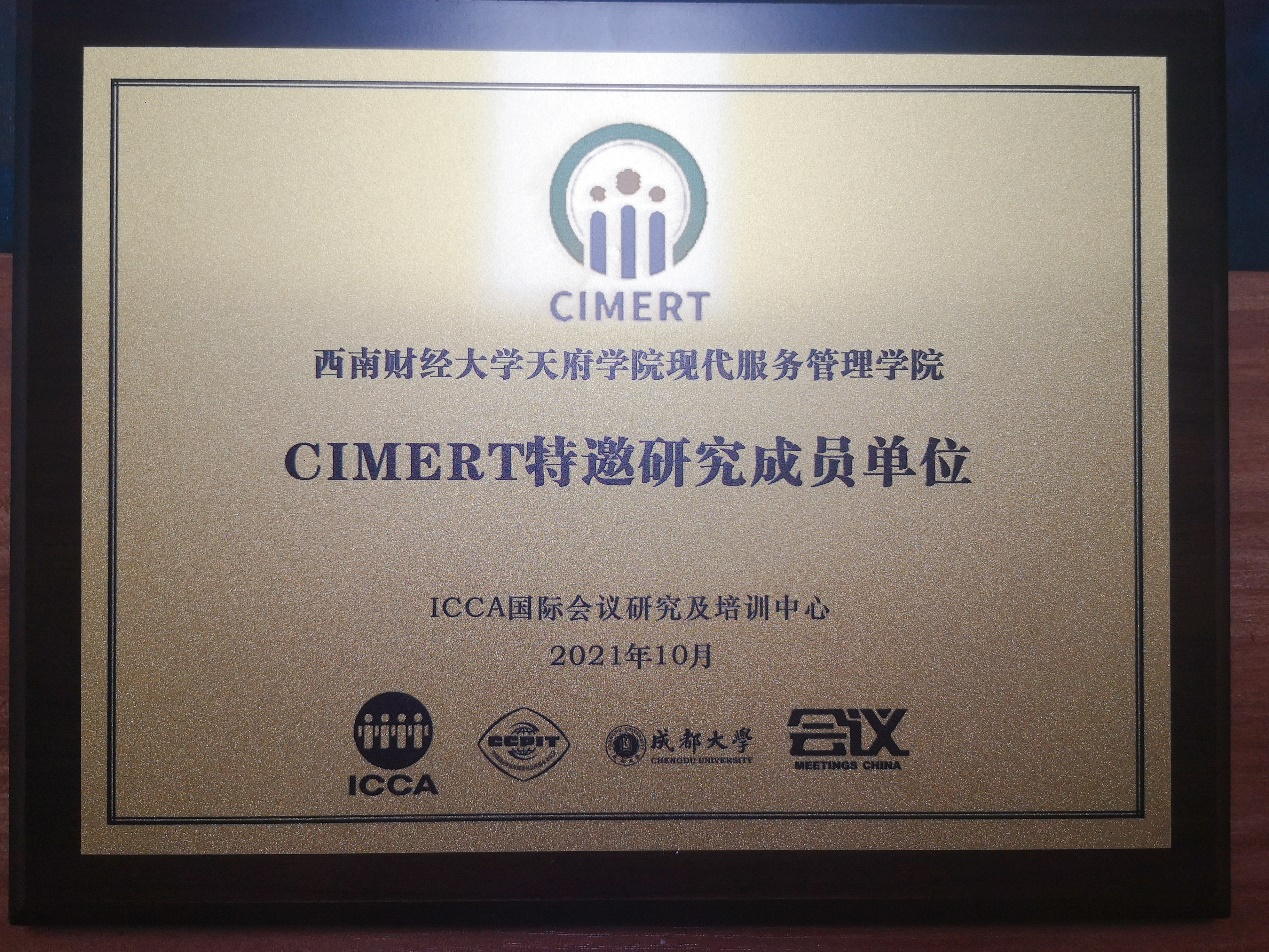 CIMERT
西南财经大学天府学院现代服务管理学院
CIMERT特邀研究成员单位
ICCA国际会议研究及培训中心
2021年10月
ICCA
CCPIT
成都大學
CHENGDU UNIVERSITY
会议
MEETINGS CHINA